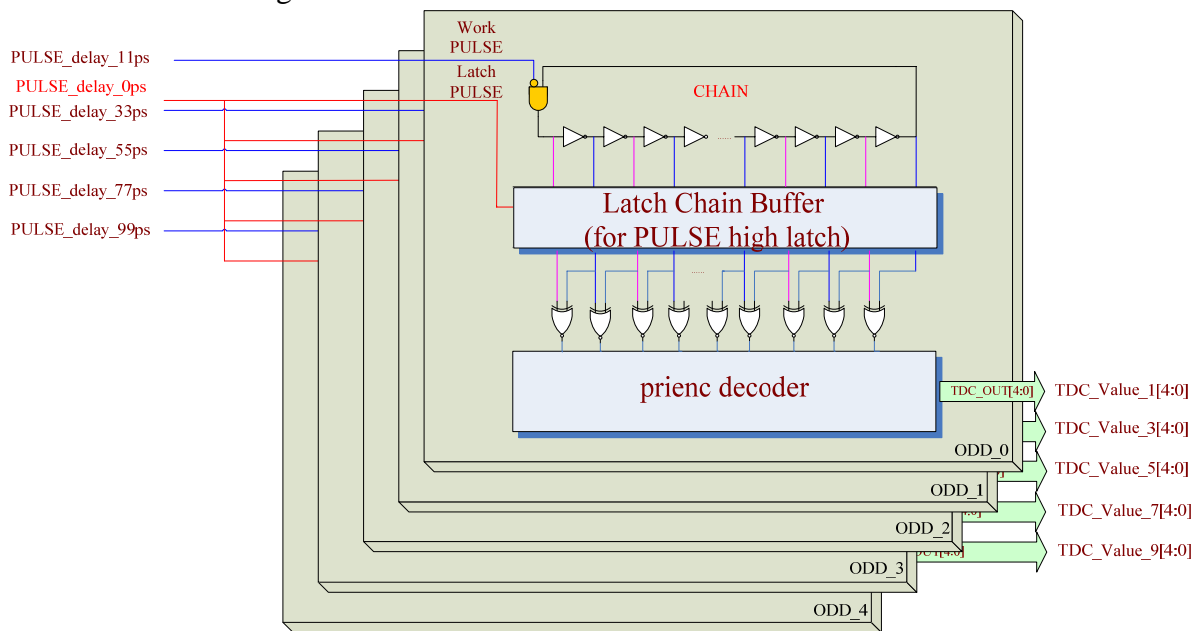 PULSE_delay_11ps
PULSE_delay_0ps
PULSE_delay_33ps
PULSE_delay_55ps
PULSE_delay_77ps
PULSE_delay_99ps
Work
PULSE
Latch
PULSE
CHAIN
Latch Chain Buffer
(for PULSE high latch)
prienc decoder
TDC_OUT[4:0]
ODD_0
ODD_1
ODD_2
ODD_3
ODD_4
TDC_Value_1[4:0]
TDC_Value_3[4:0]
TDC_Value_5[4:0]
TDC_Value_7[4:0]
TDC_Value_9[4:0]